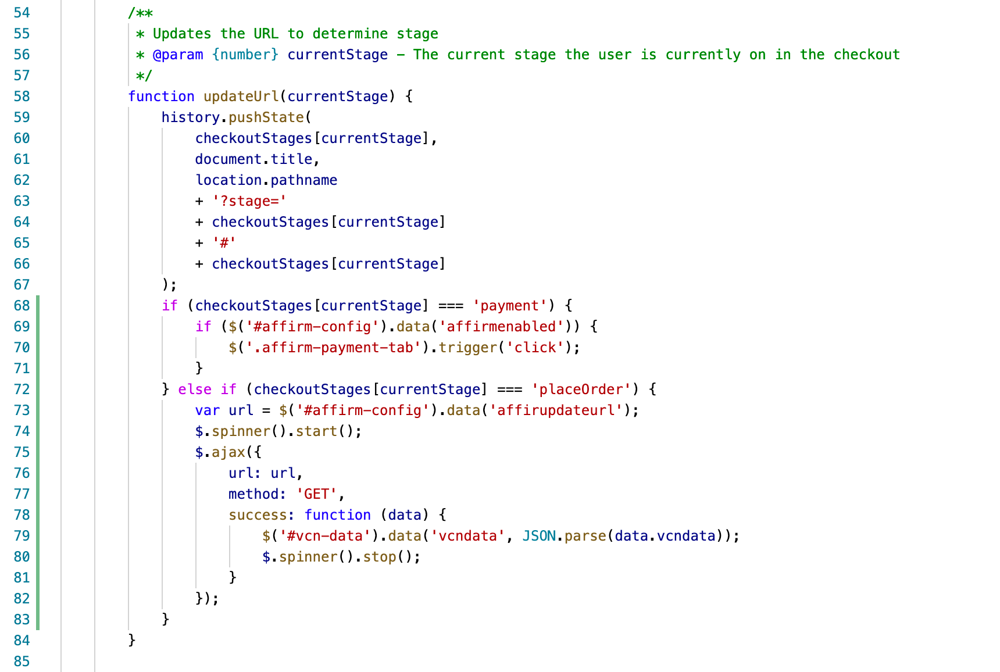 54 /**
55 * Updates the URL to determine stage
56 * @param {number} currentStage - The current stage the user is currently on in the checkout
57 */
58 function updateUrl(currentStage) {
59 history.pushState(
60 checkoutStages[currentStage],
61 document.title,
62 location.pathname
63 + '?stage='
64 + checkoutStages[currentStage]
65 + '#'
66 + checkoutStages[currentStage]
67 );
68 if (checkoutStages[currentStage] === 'payment') {
69 if ($('#affirm-config').data('affirmenabled')) {
70 $('.affirm-payment-tab').trigger('click');
71 }
72 } else if (checkoutStages[currentStage] === 'placeOrder') {
73 var url = $('#affirm-config').data('affirupdateurl');
74 $.spinner().start();
75 $.ajax({
76 url: url,
77 method: 'GET',
78 success: function (data) {
79 $('#vcn-data').data('vcndata', JSON.parse(data.vcndata));
80 $.spinner().stop();
81 }
82 });
83 }
84 }
85